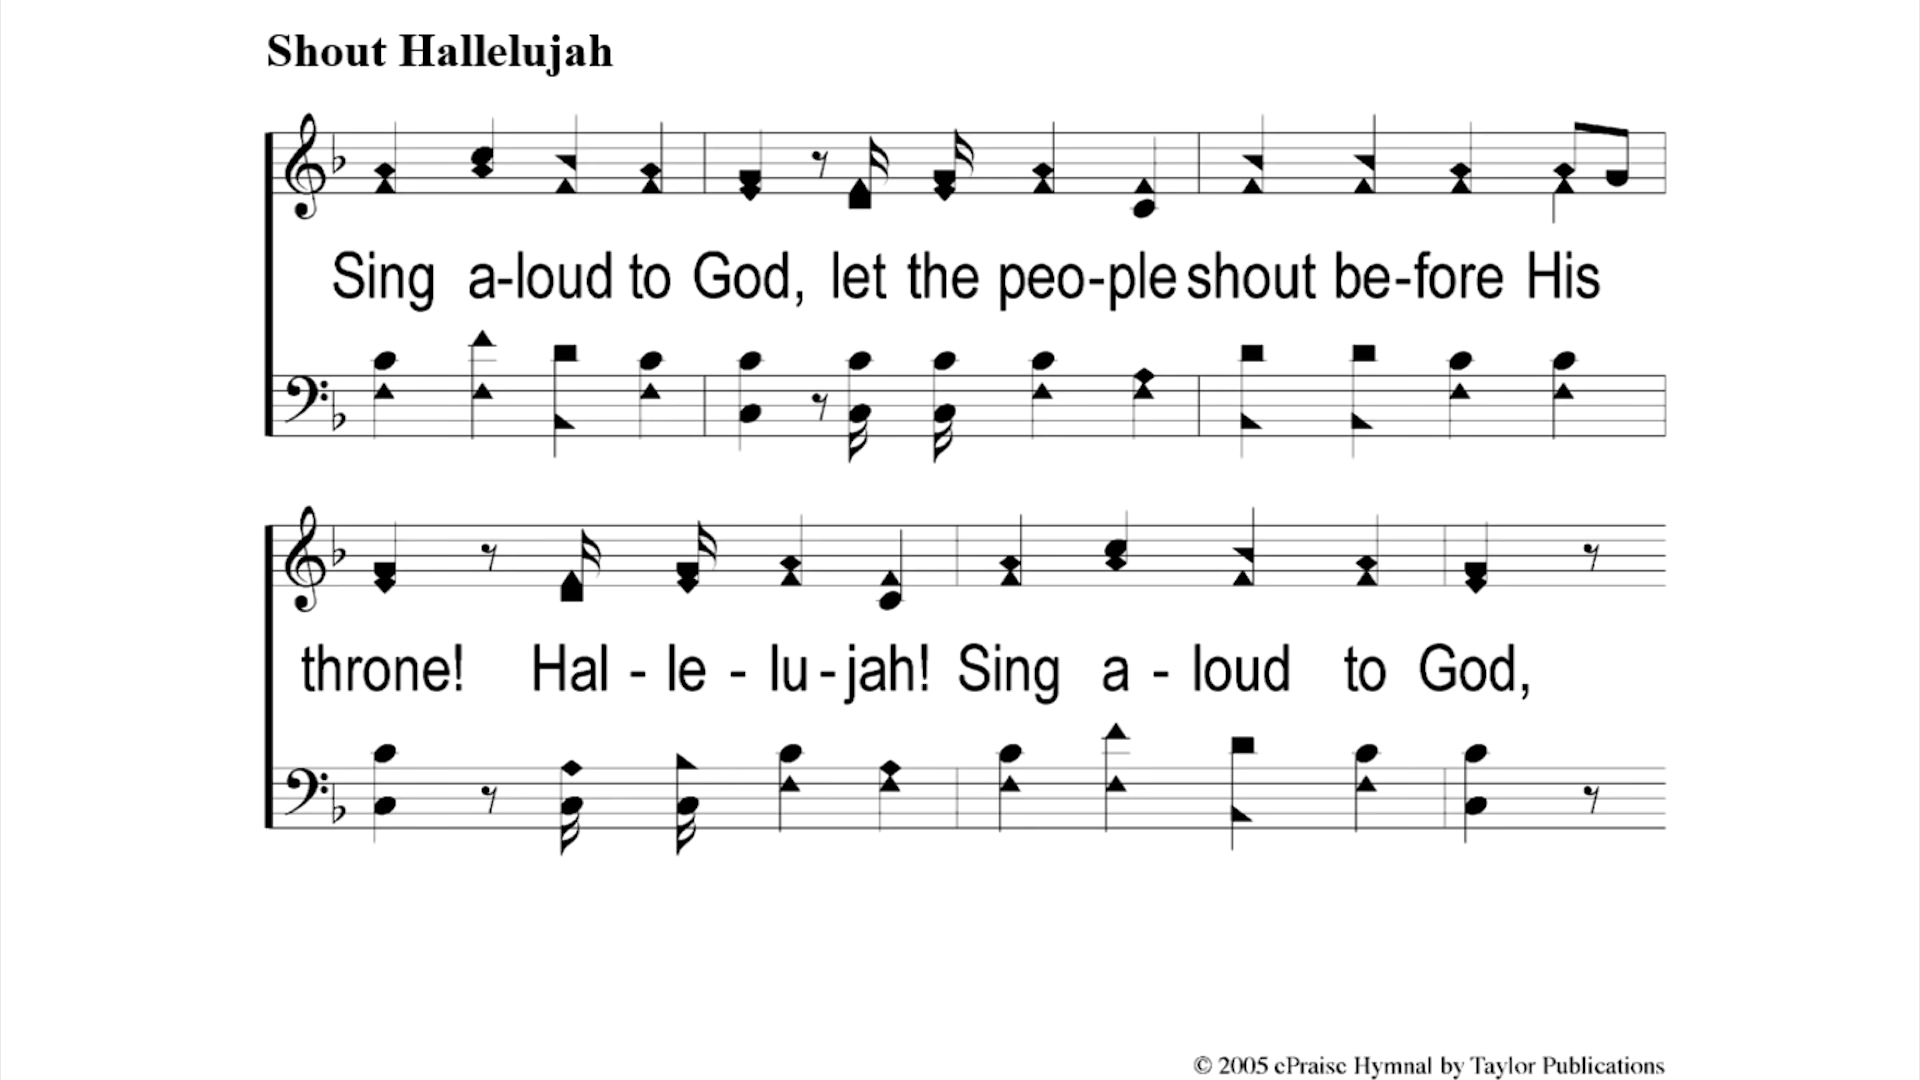 Shout Hallelujah
Sing a-loud to God, let the peo-ple shout be-fore His
throne! Hal - le - lu - jah! Sing a - loud to God,
© 2005 ePraise Hymnal by Taylor Publications